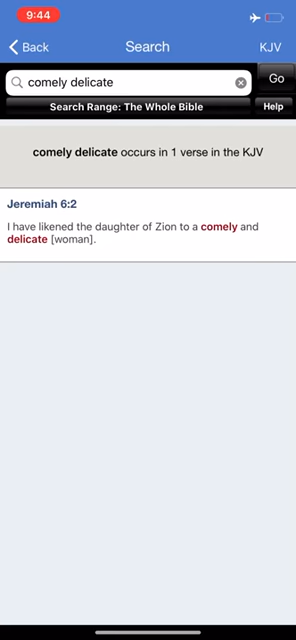 9:44
Back
Search
KJV
comely delicate
Go
Search Range: The Whole Bible
Help
comely delicate occurs in 1 verse in the KJV
Jeremiah 6:2
I have likened the daughter of Zion to a comely and
delicate [woman].